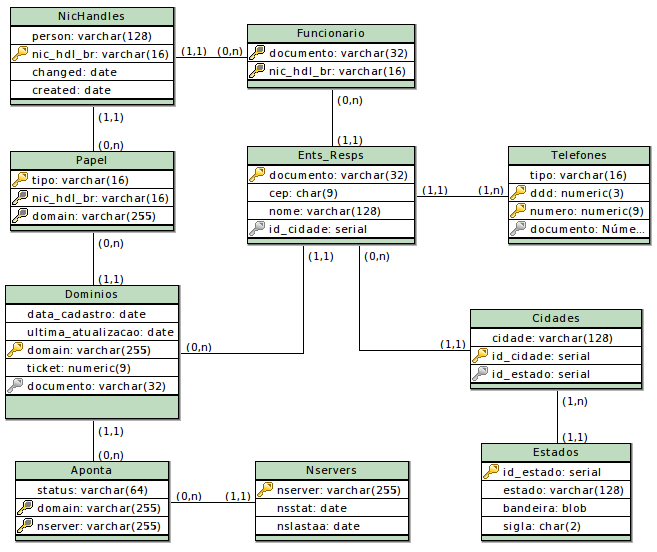 NicHandles
person: varchar(128)
nic_hdl_br: varchar(16)
changed: date
created: date
(1,1)
(0,n)
Funcionario
documento: varchar(32)
nic_hdl_br: varchar(16)
(1,1)
(0,n)
(0,n)
(1,1)
Papel
tipo: varchar(16)
nic_hdl_br: varchar(16)
domain: varchar(255)
Ents_Resps
documento: varchar(32)
cep: char(9)
nome: varchar(128)
id_cidade: serial
(1,1)
(1,n)
Telefones
tipo: varchar(16)
ddd: numeric(3)
numero: numeric(9)
documento: Núme...
(0,n)
(1,1)
(1,1)
(0,n)
Dominios
data_cadastro: date
ultima_atualizacao: date
domain: varchar(255)
ticket: numeric(9)
documento: varchar(32)
(0,n)
(1,1)
Cidades
cidade: varchar(128)
id_cidade: serial
id_estado: serial
(1,1)
(0,n)
(1,n)
(1,1)
Aponta
status: varchar(64)
domain: varchar(255)
nserver: varchar(255)
(0,n)
(1,1)
Nservers
nserver: varchar(255)
nsstat: date
nslastaa: date
Estados
id_estado: serial
estado: varchar(128)
bandeira: blob
sigla: char(2)